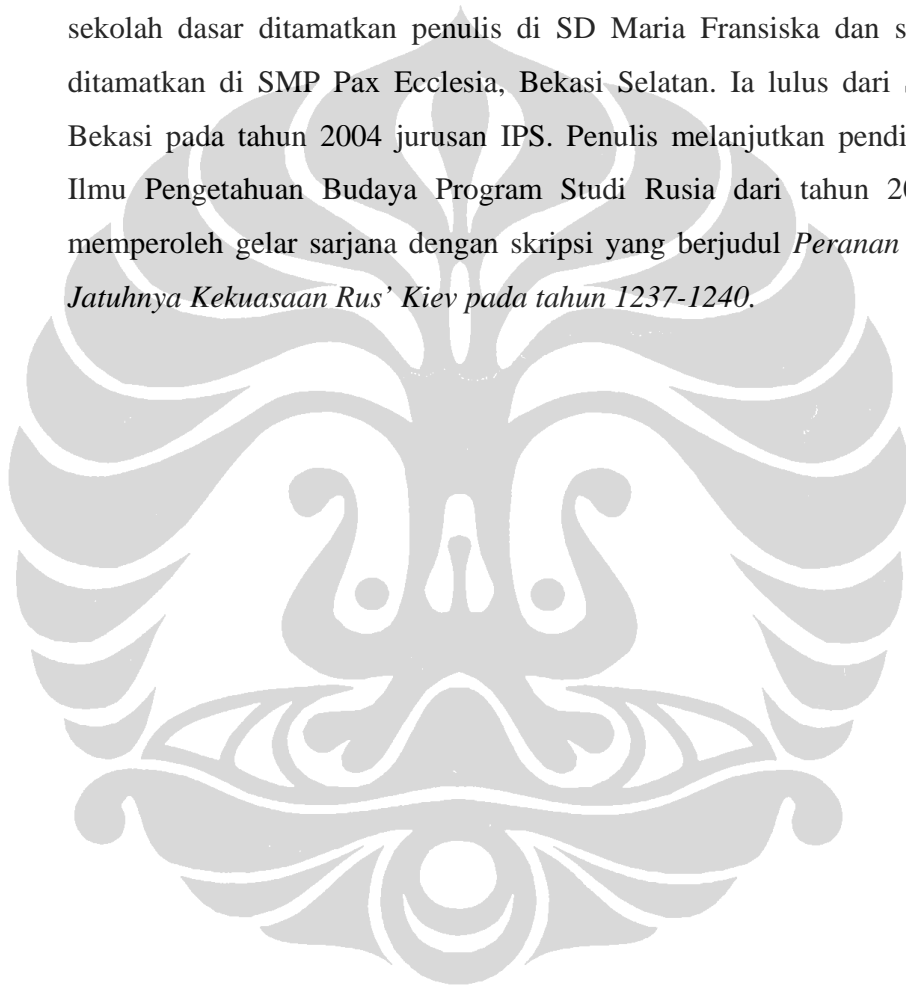 sekolah dasar ditamatkan penulis di SD Maria Fransiska dan s
ditamatkan di SMP Pax Ecclesia, Bekasi Selatan. Ia lulus dari
Bekasi pada tahun 2004 jurusan IPS. Penulis melanjutkan pendi
Ilmu Pengetahuan Budaya Program Studi Rusia dari tahun 20
memperoleh gelar sarjana dengan skripsi yang berjudul Peranan
Jatuhnya Kekuasaan Rus’ Kiev pada tahun 1237-1240.